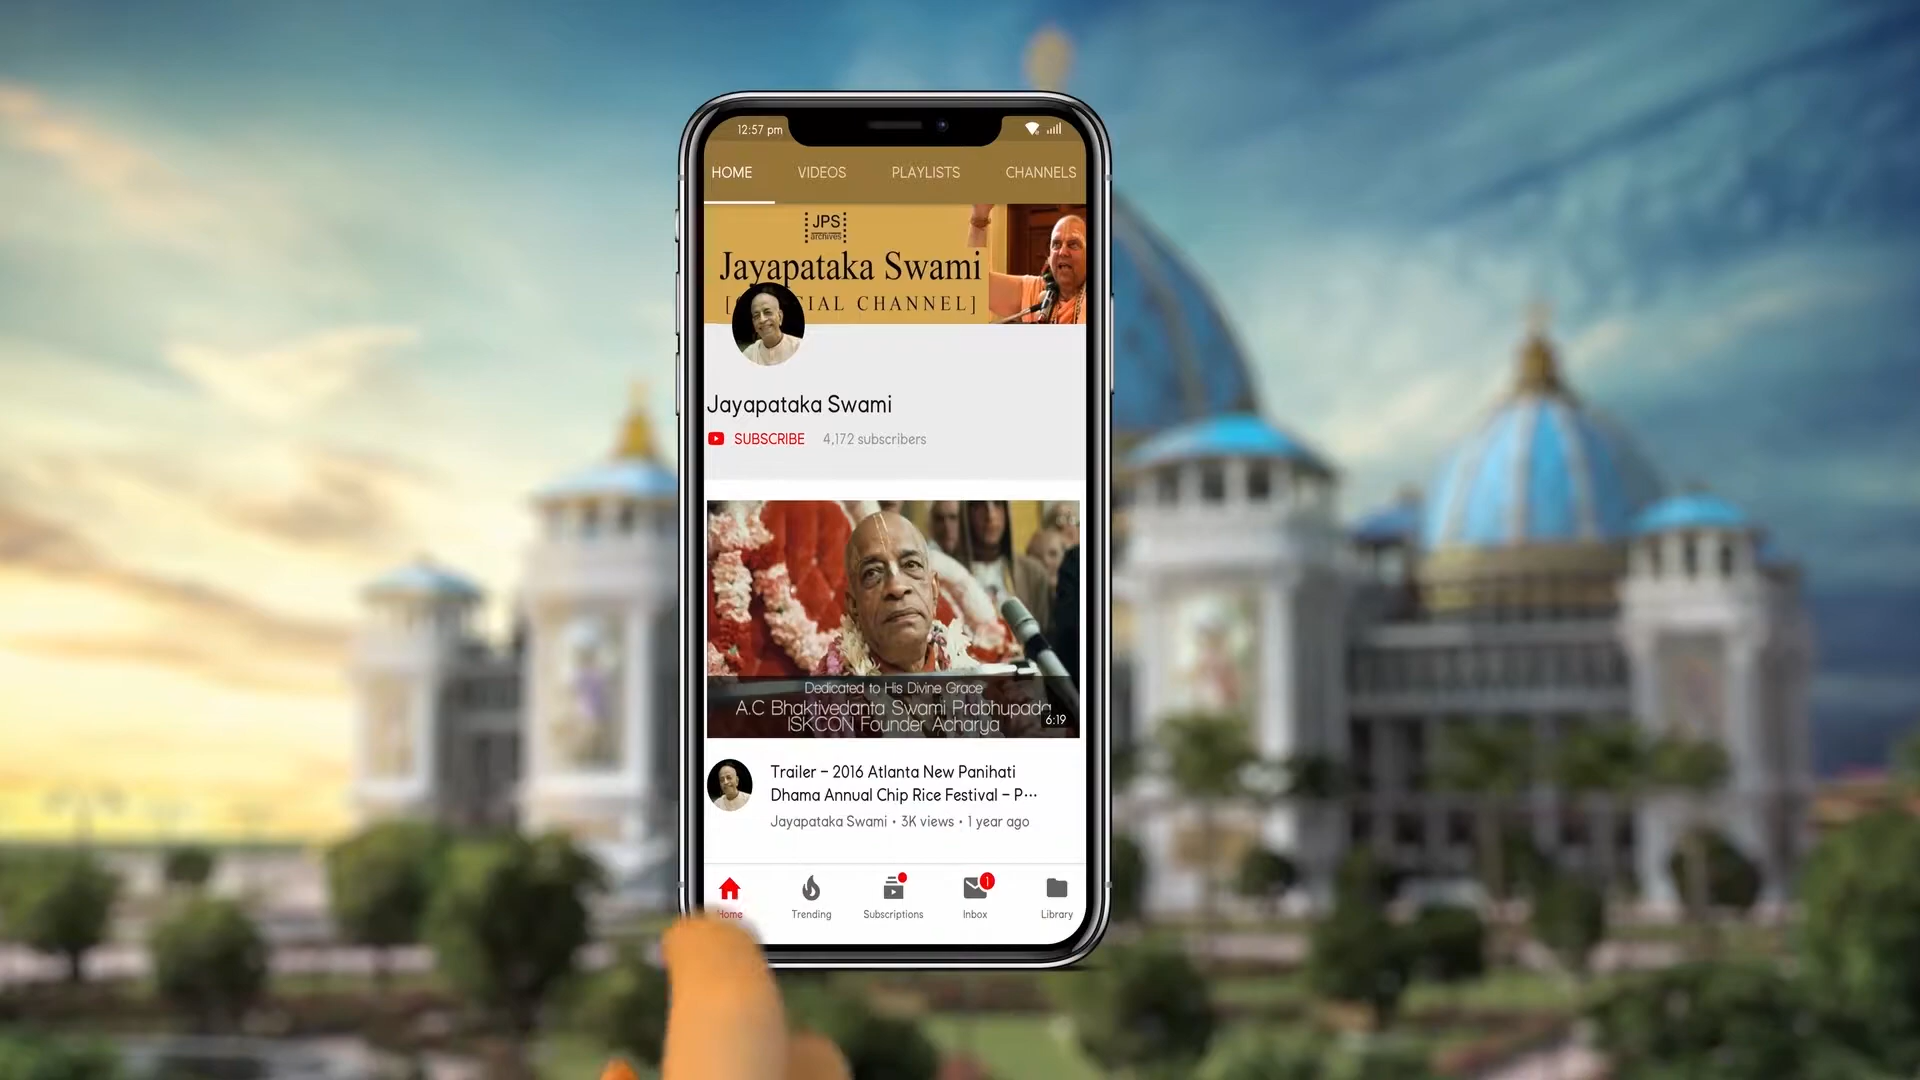 12:57 pm
HOME VIDEOS PLAYLISTS CHANNELS
JPS
archives
Jayapataka Swami
CIAL CHANNEL]
Jayapataka Swami
SUBSCRIBE 4,172 subscribers
Dedicated to His Divine Grace
A.C Bhaktivedanta Swami Prabhupada
ISKCON Founder Acharya
6:19
Trailer – 2016 Atlanta New Panihati
Dhama Annual Chip Rice Festival – P...
Jayapataka Swami • 3K views • 1 year ago
1
Home Trending Subscriptions Inbox Library